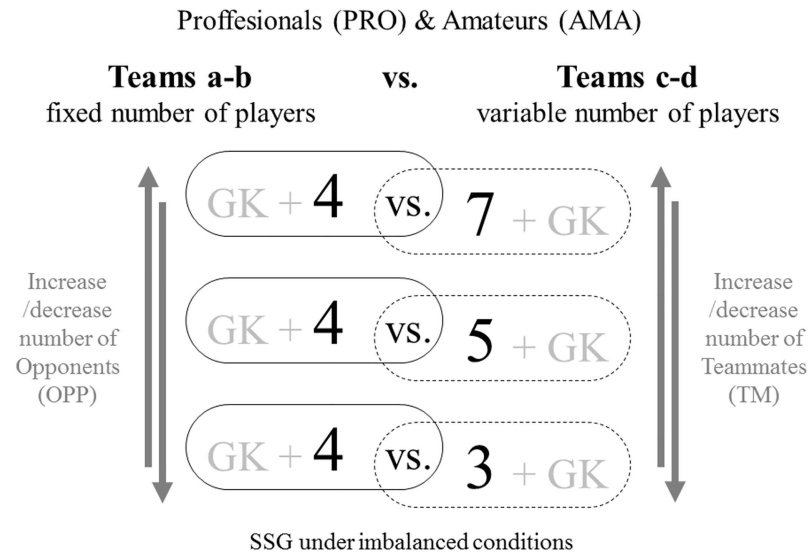 Proffesionals (PRO) & Amateurs (AMA)
Teams a-b vs. Teams c-d
fixed number of players variable number of players
GK + 4 vs. 7 + GK
Increase
/decrease
number of
Opponents
(OPP)
GK + 4 vs. 5 + GK
Increase
/decrease
number of
Teammates
(TM)
GK + 4 vs. 3 + GK
SSG under imbalanced conditions